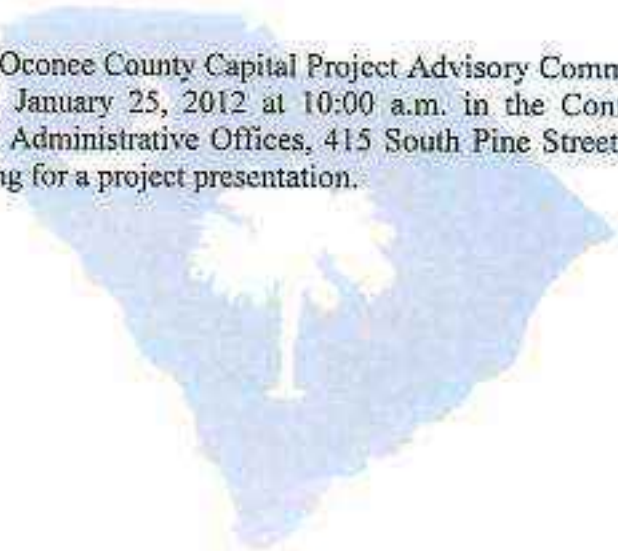 Oconee County Capital Project Advisory Comm
January 25, 2012 at 10:00 a.m. in the Con
Administrative Offices, 415 South Pine Street
ng for a project presentation.